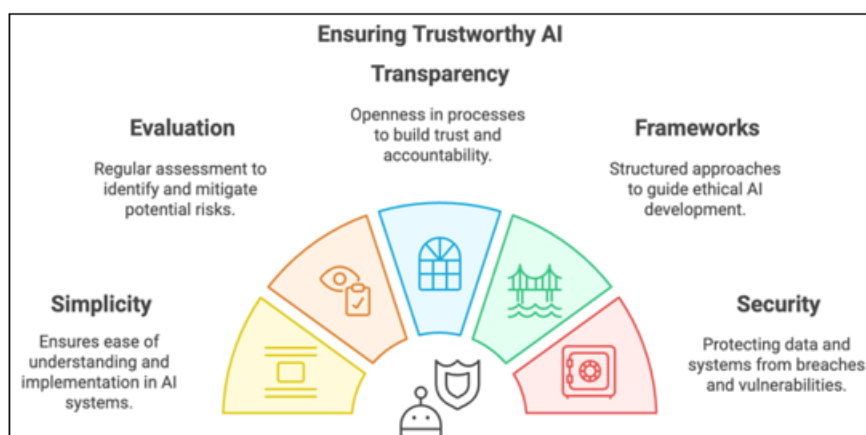 Ensuring Trustworthy AI
Transparency
Openness in processes
to build trust and
accountability.
Evaluation
Regular assessment to
identify and mitigate
potential risks.
Frameworks
Structured approaches
to guide ethical AI
development.
Simplicity
Ensures ease of
understanding and
implementation in AI
systems.
Security
Protecting data and
systems from breaches
and vulnerabilities.